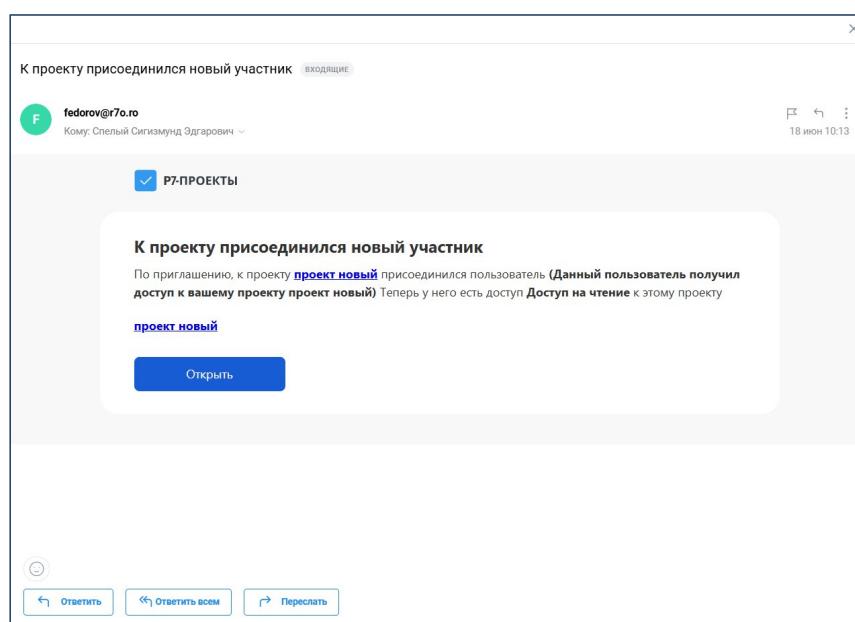 К проекту присоединился новый участник входящие
F
fedorov@r7o.ro
Кому: Спелый Сигизмунд Эдгарович
18 июн 10:13
Р7-ПРОЕКТЫ
К проекту присоединился новый участник
По приглашению, к проекту проект новый присоединился пользователь (Данный пользователь получил
доступ к вашему проекту проект новый) Теперь у него есть доступ Доступ на чтение к этому проекту
проект новый
Открыть
Ответить Ответить всем Переслать